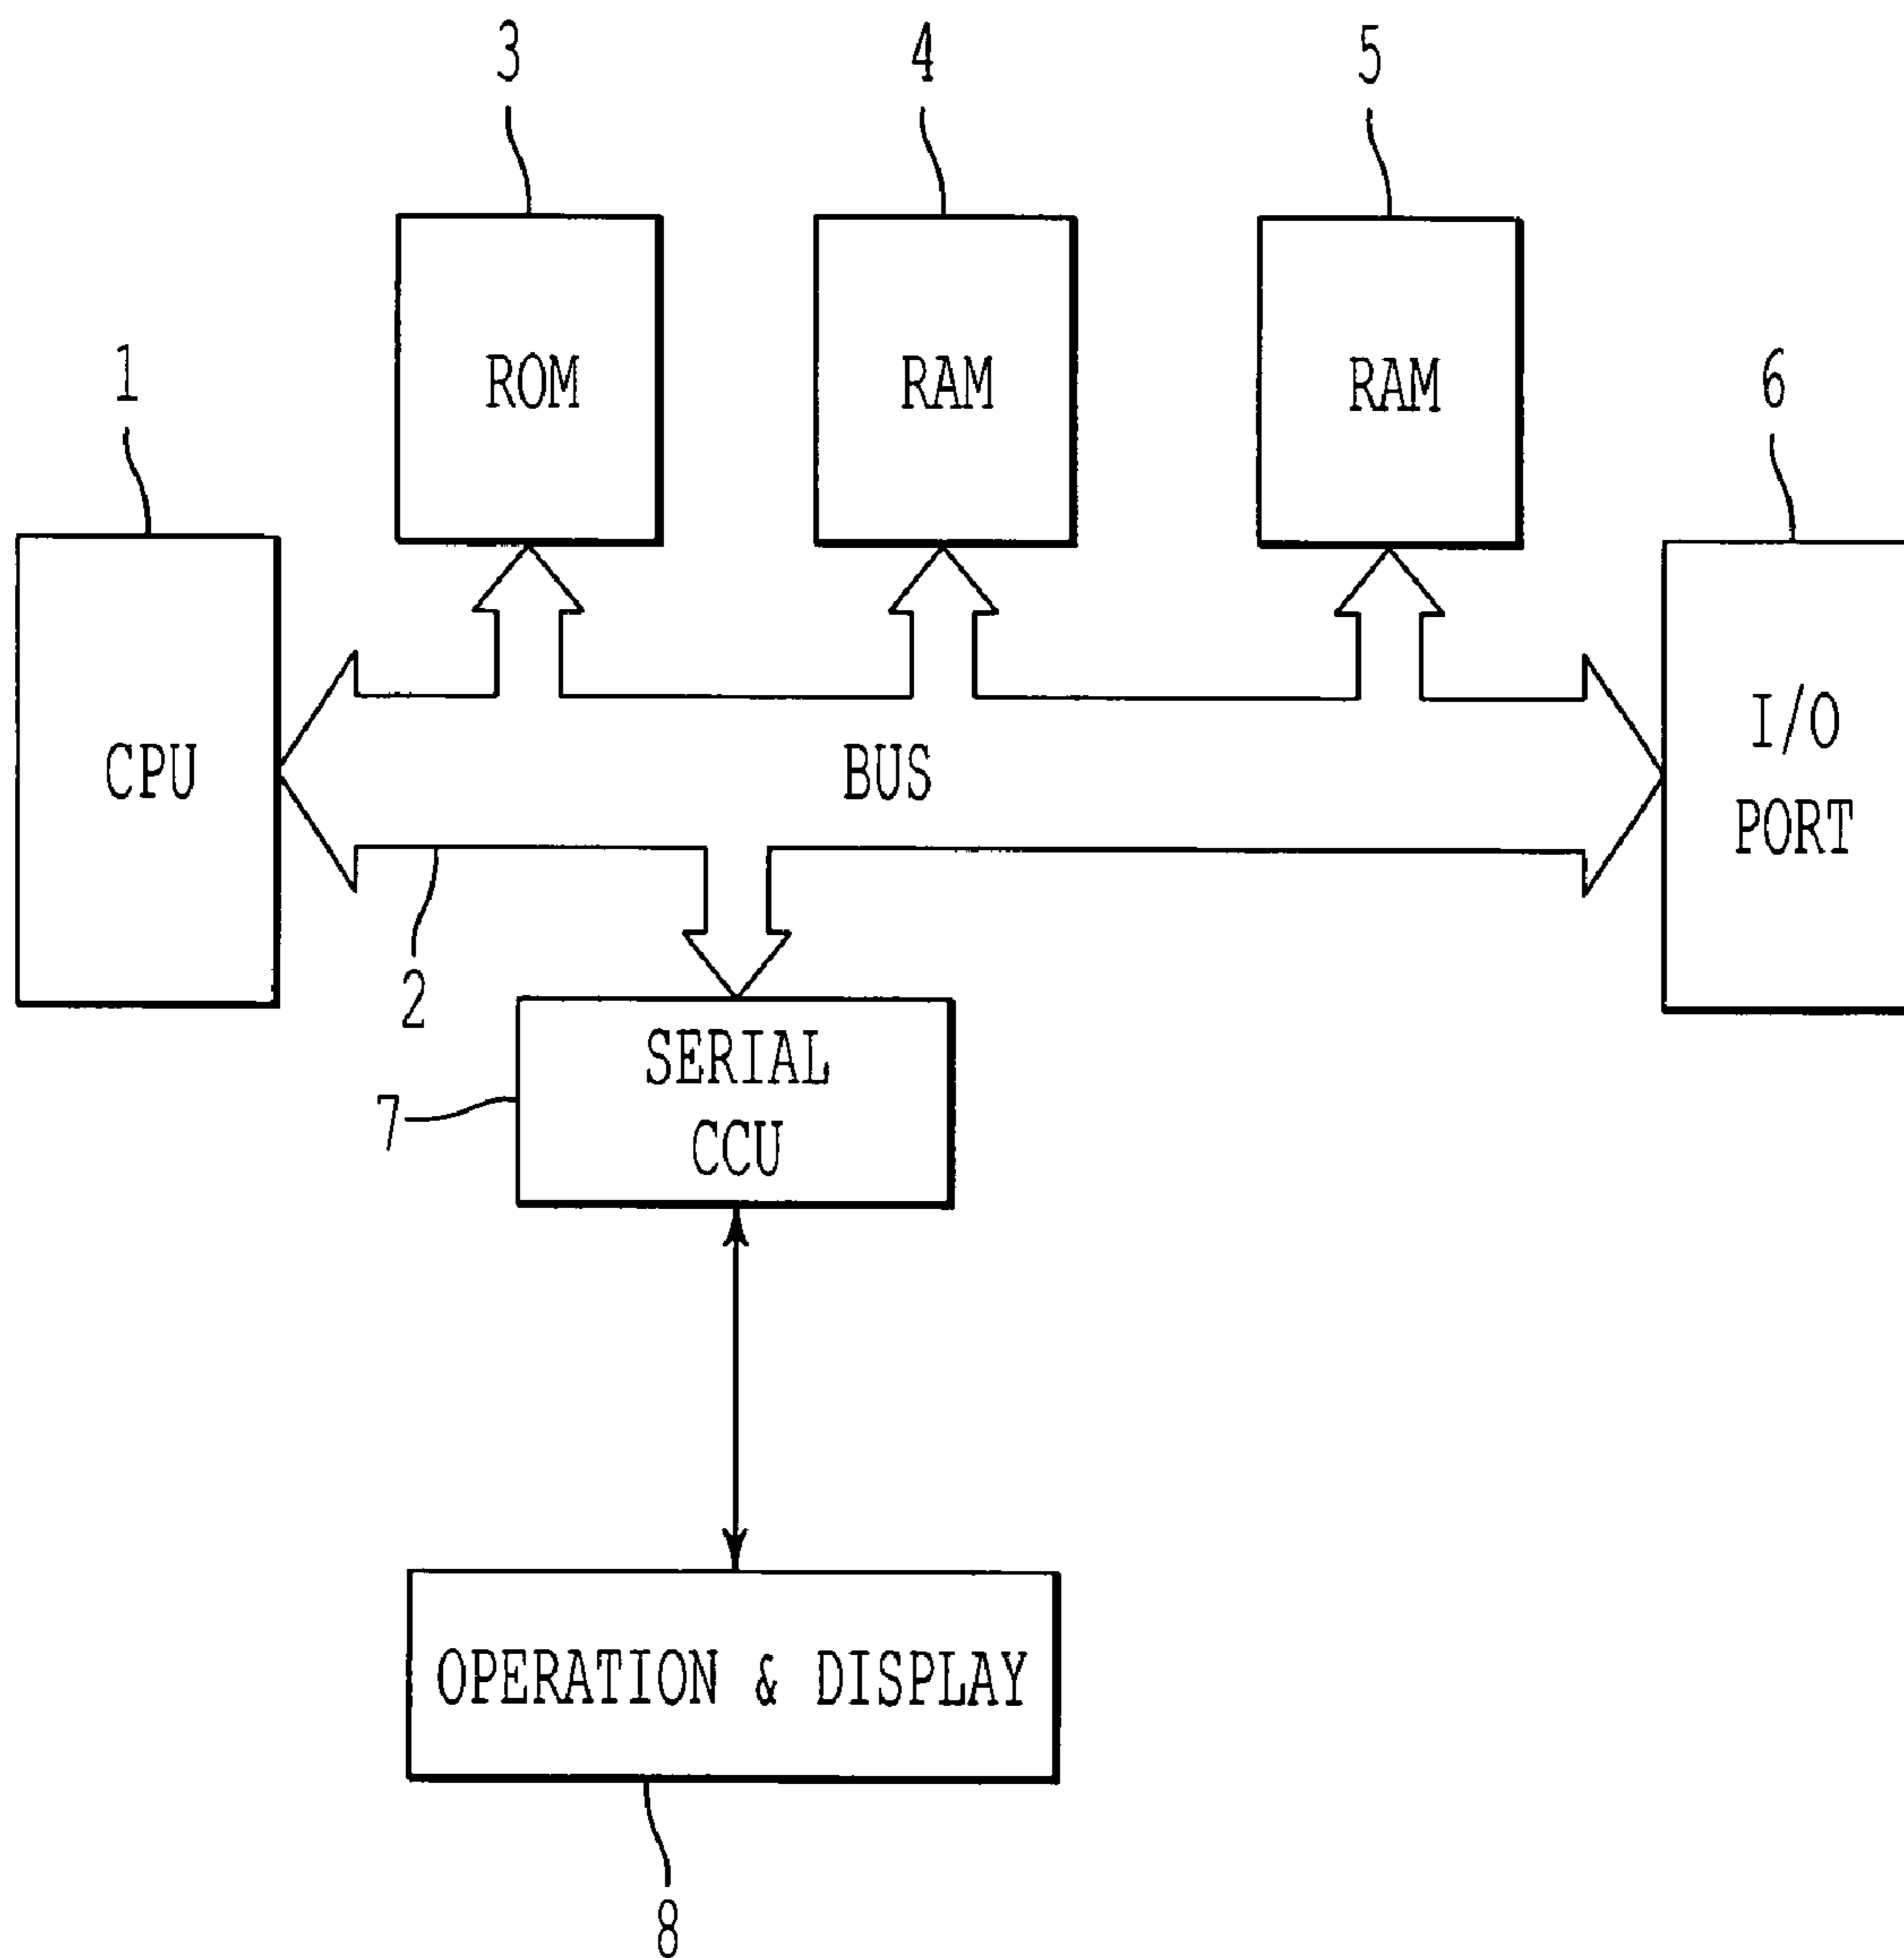 3
4
5
ROM
RAM
RAM
1
6
CPU
BUS
I/O
PORT
2
SERIAL
CCU
7
OPERATION & DISPLAY
8